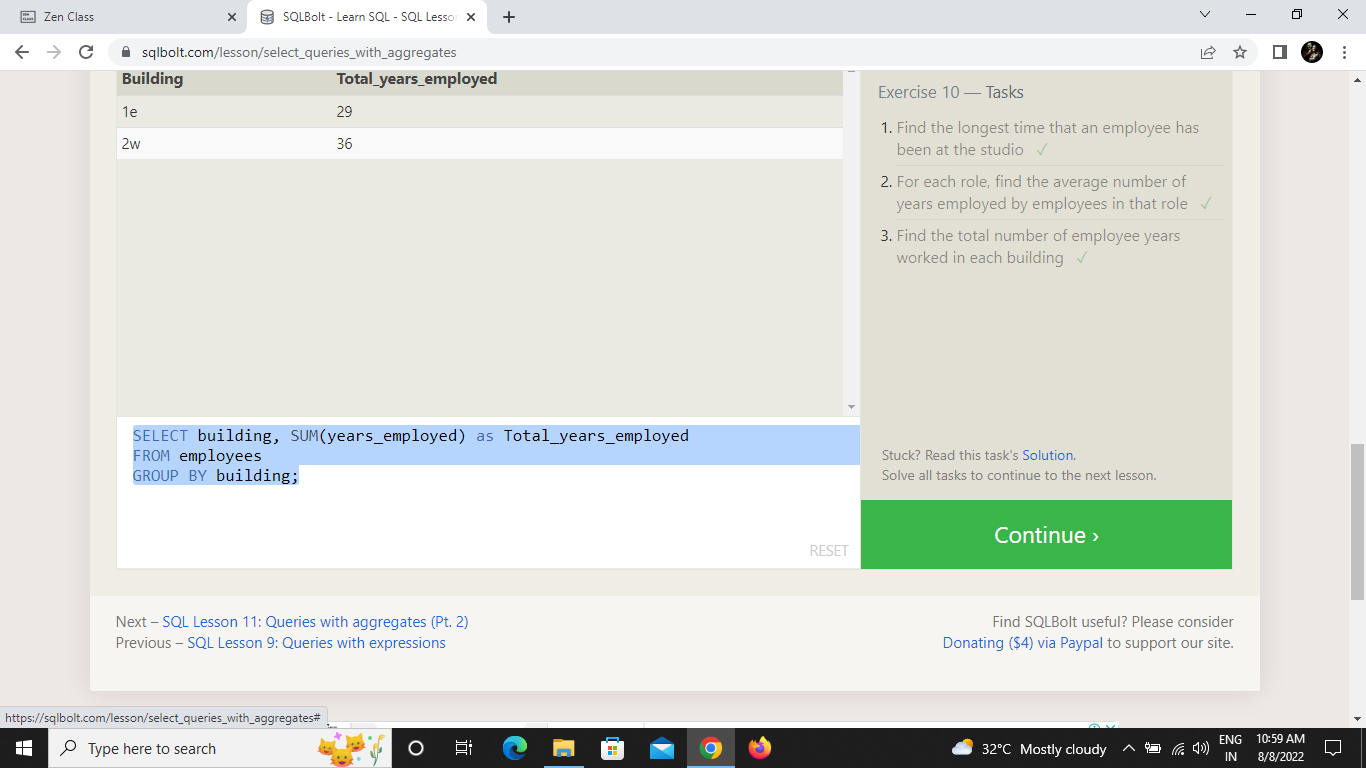 Zen Class
SQLBolt - Learn SQL - SQL Lesson
sqlbolt.com/lesson/select_queries_with_aggregates
Building Total_years_employed
1e 29
2w 36
SELECT building, SUM(years_employed) as Total_years_employed
FROM employees
GROUP BY building;
RESET
Exercise 10 — Tasks
1. Find the longest time that an employee has
been at the studio ✓
2. For each role, find the average number of
years employed by employees in that role ✓
3. Find the total number of employee years
worked in each building ✓
Stuck? Read this task's Solution.
Solve all tasks to continue to the next lesson.
Continue ›
Next – SQL Lesson 11: Queries with aggregates (Pt. 2)
Previous – SQL Lesson 9: Queries with expressions
Find SQLBolt useful? Please consider
Donating ($4) via Paypal to support our site.
https://sqlbolt.com/lesson/select_queries_with_aggregates#
Type here to search
32°C Mostly cloudy
ENG
IN
10:59 AM
8/8/2022